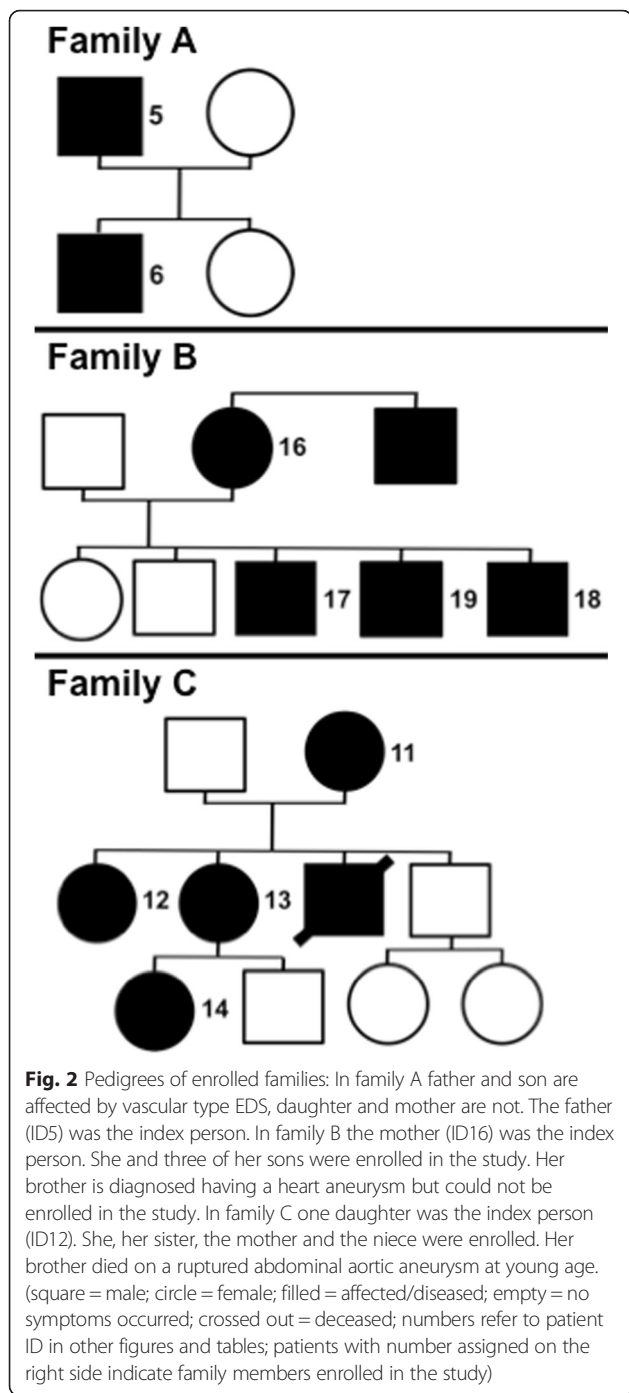 Family A
5
6
Family B
16
17
19
18
Family C
11
12
13
14
Fig. 2 Pedigrees of enrolled families: In family A father and son are
affected by vascular type EDS, daughter and mother are not. The father
(ID5) was the index person. In family B the mother (ID16) was the index
person. She and three of her sons were enrolled in the study. Her
brother is diagnosed having a heart aneurysm but could not be
enrolled in the study. In family C one daughter was the index person
(ID12). She, her sister, the mother and the niece were enrolled. Her
brother died on a ruptured abdominal aortic aneurysm at young age.
(square = male; circle = female; filled = affected/diseased; empty = no
symptoms occurred; crossed out = deceased; numbers refer to patient
ID in other figures and tables; patients with number assigned on the
right side indicate family members enrolled in the study)